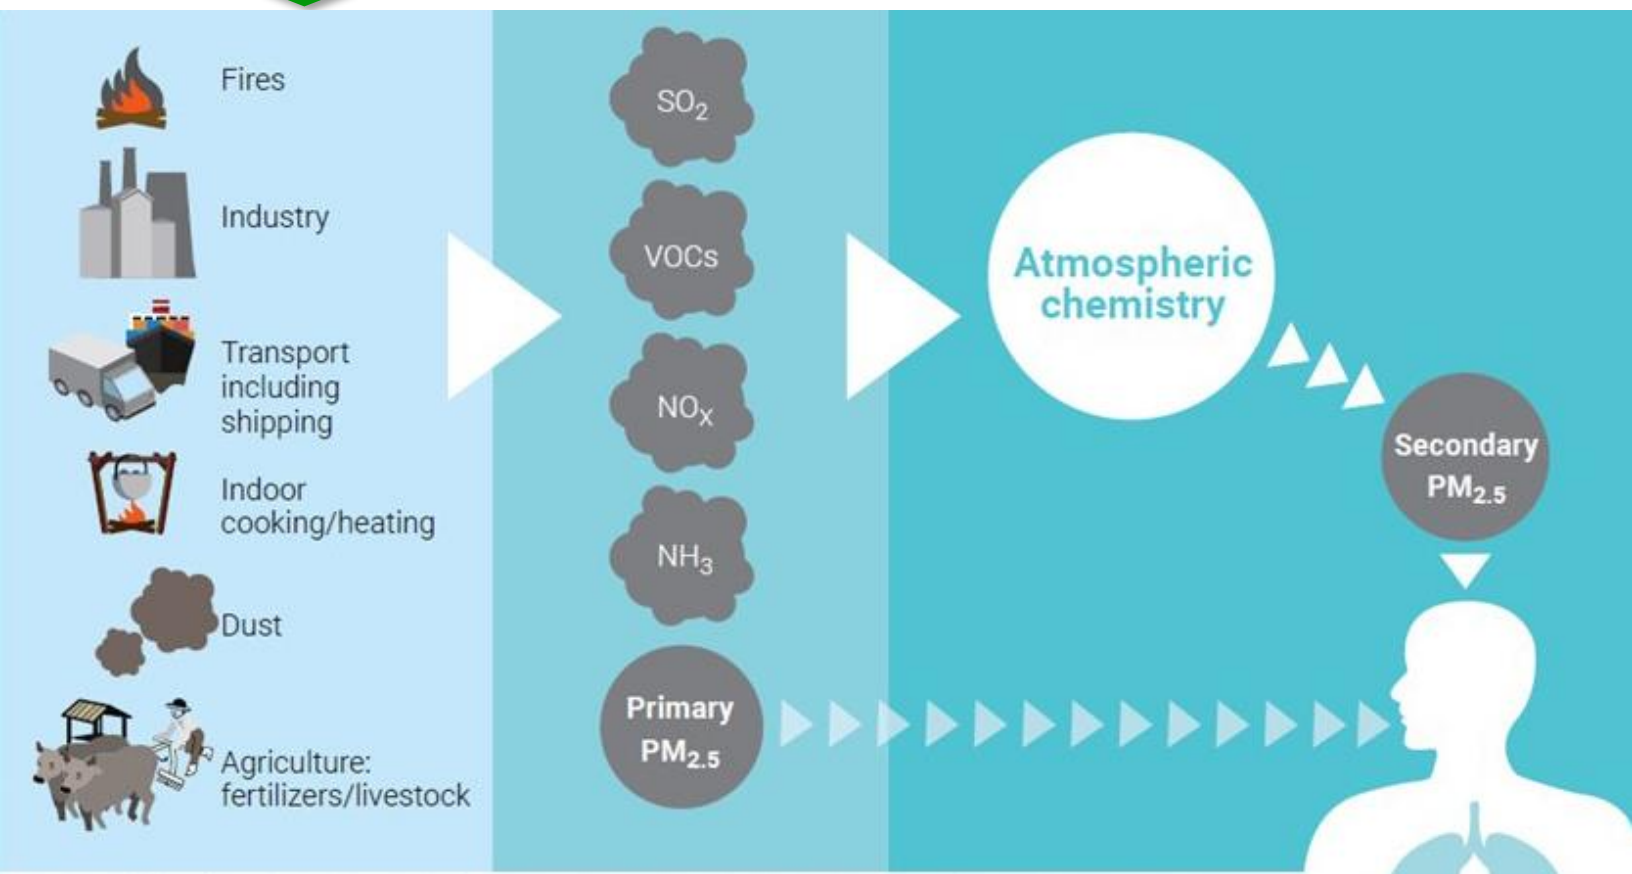 Fires
Industry
Transport
including
shipping
Indoor
cooking/heating
Dust
Agriculture:
fertilizers/livestock
SO₂
VOCs
NOₓ
NH₃
Primary
PM₂.₅
Atmospheric
chemistry
Secondary
PM₂.₅